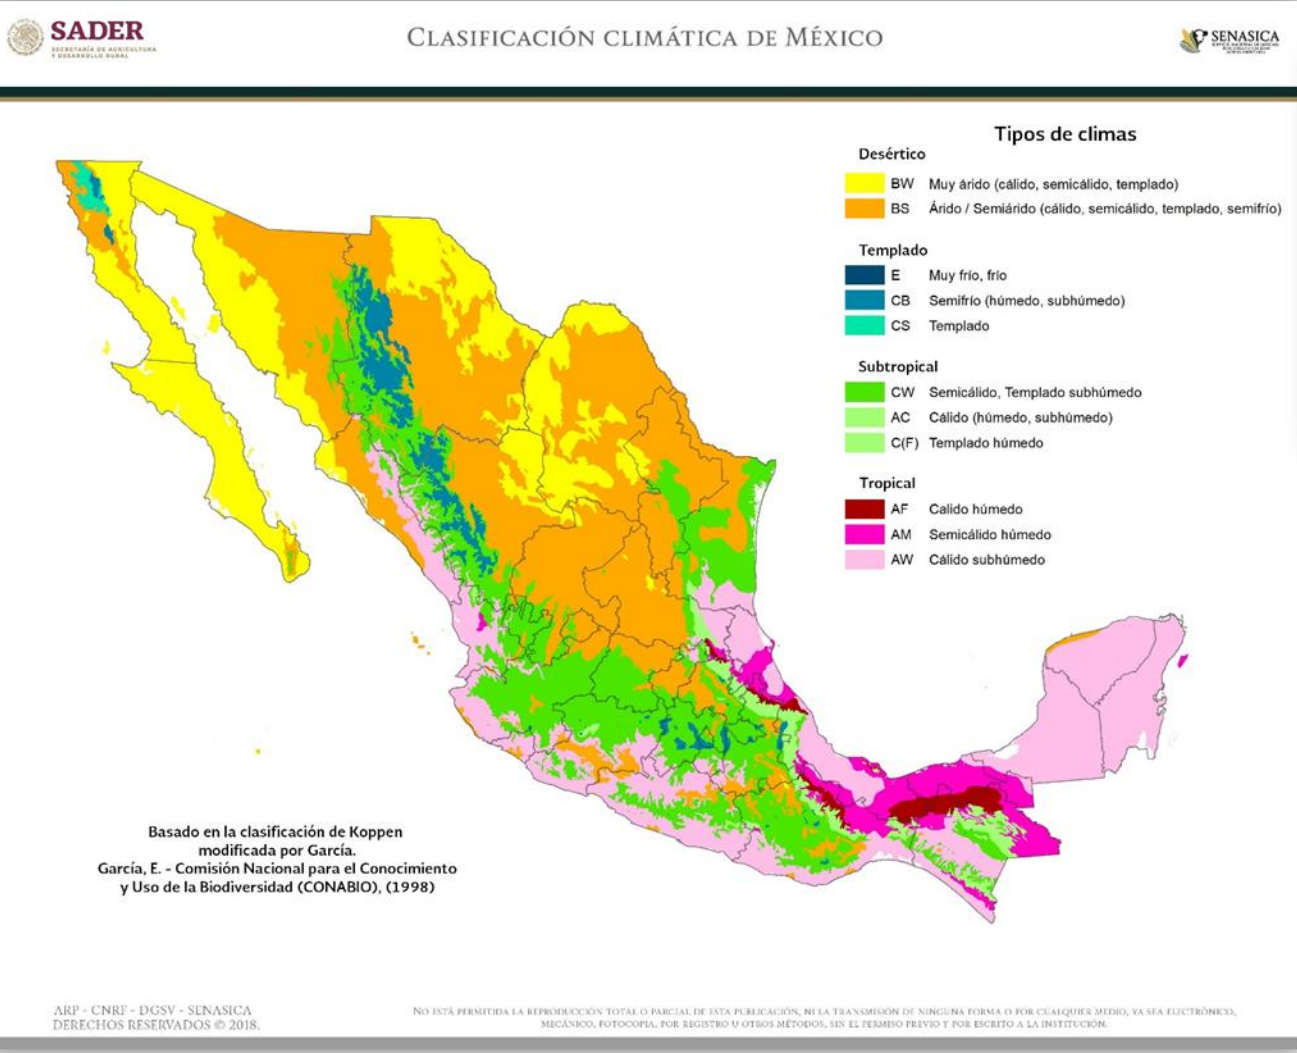 SADER
SECRETARÍA DE AGRICULTURA
Y DESARROLLO RURAL
CLASIFICACIÓN CLIMÁTICA DE MÉXICO
SENASICA
Tipos de climas
Desértico
BW Muy árido (cálido, semicálido, templado)
BS Árido / Semiárido (cálido, semicálido, templado, semifrío)
Templado
E Muy frío, frío
CB Semifrío (húmedo, subhúmedo)
CS Templado
Subtropical
CW Semicálido, Templado subhúmedo
AC Cálido (húmedo, subhúmedo)
C(F) Templado húmedo
Tropical
AF Calido húmedo
AM Semicálido húmedo
AW Cálido subhúmedo
Basado en la clasificación de Koppen
modificada por García.
García, E. - Comisión Nacional para el Conocimiento
y Uso de la Biodiversidad (CONABIO), (1998)
ARP - CNRF - DGSV - SENASICA
DERECHOS RESERVADOS © 2018.
NO ESTÁ PERMITIDA LA REPRODUCCIÓN TOTAL O PARCIAL DE ESTA PUBLICACIÓN, NI LA TRANSMISIÓN DE NINGUNA FORMA O POR CUALQUIER MEDIO, YA SEA ELECTRÓNICO,
MECÁNICO, FOTOCOPIA, POR REGISTRO U OTROS MÉTODOS, SIN EL PERMISO PREVIO Y POR ESCRITO A LA INSTITUCIÓN.